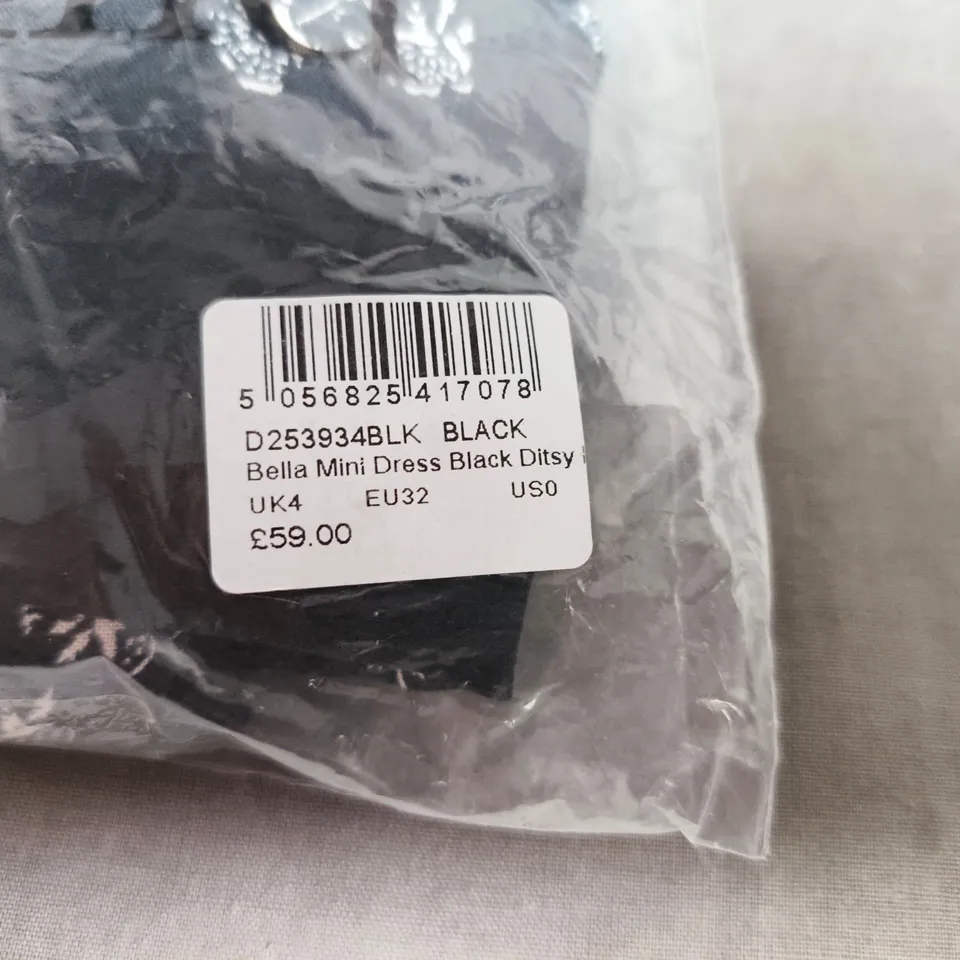 5 056825 417078
D253934BLK BLACK
Bella Mini Dress Black Ditsy
UK4 EU32 US0
£59.00